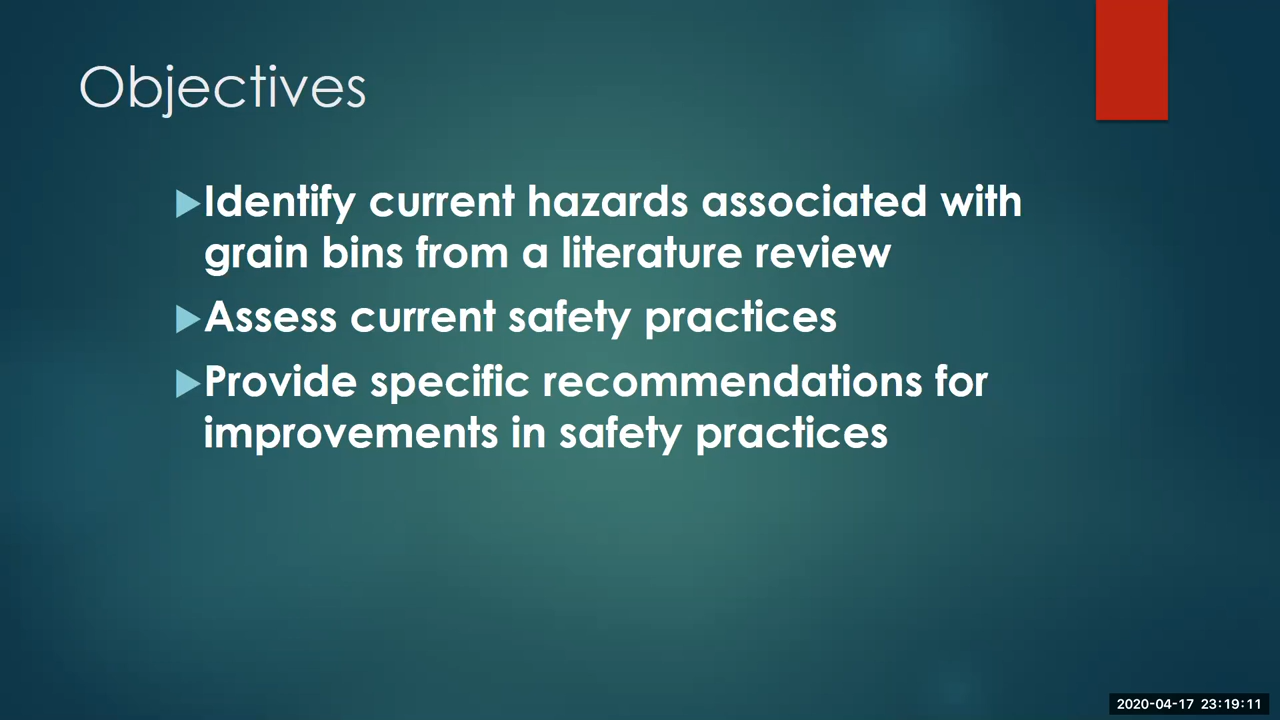 Objectives
Identify current hazards associated with
grain bins from a literature review
Assess current safety practices
Provide specific recommendations for
improvements in safety practices
2020-04-17 23:19:11